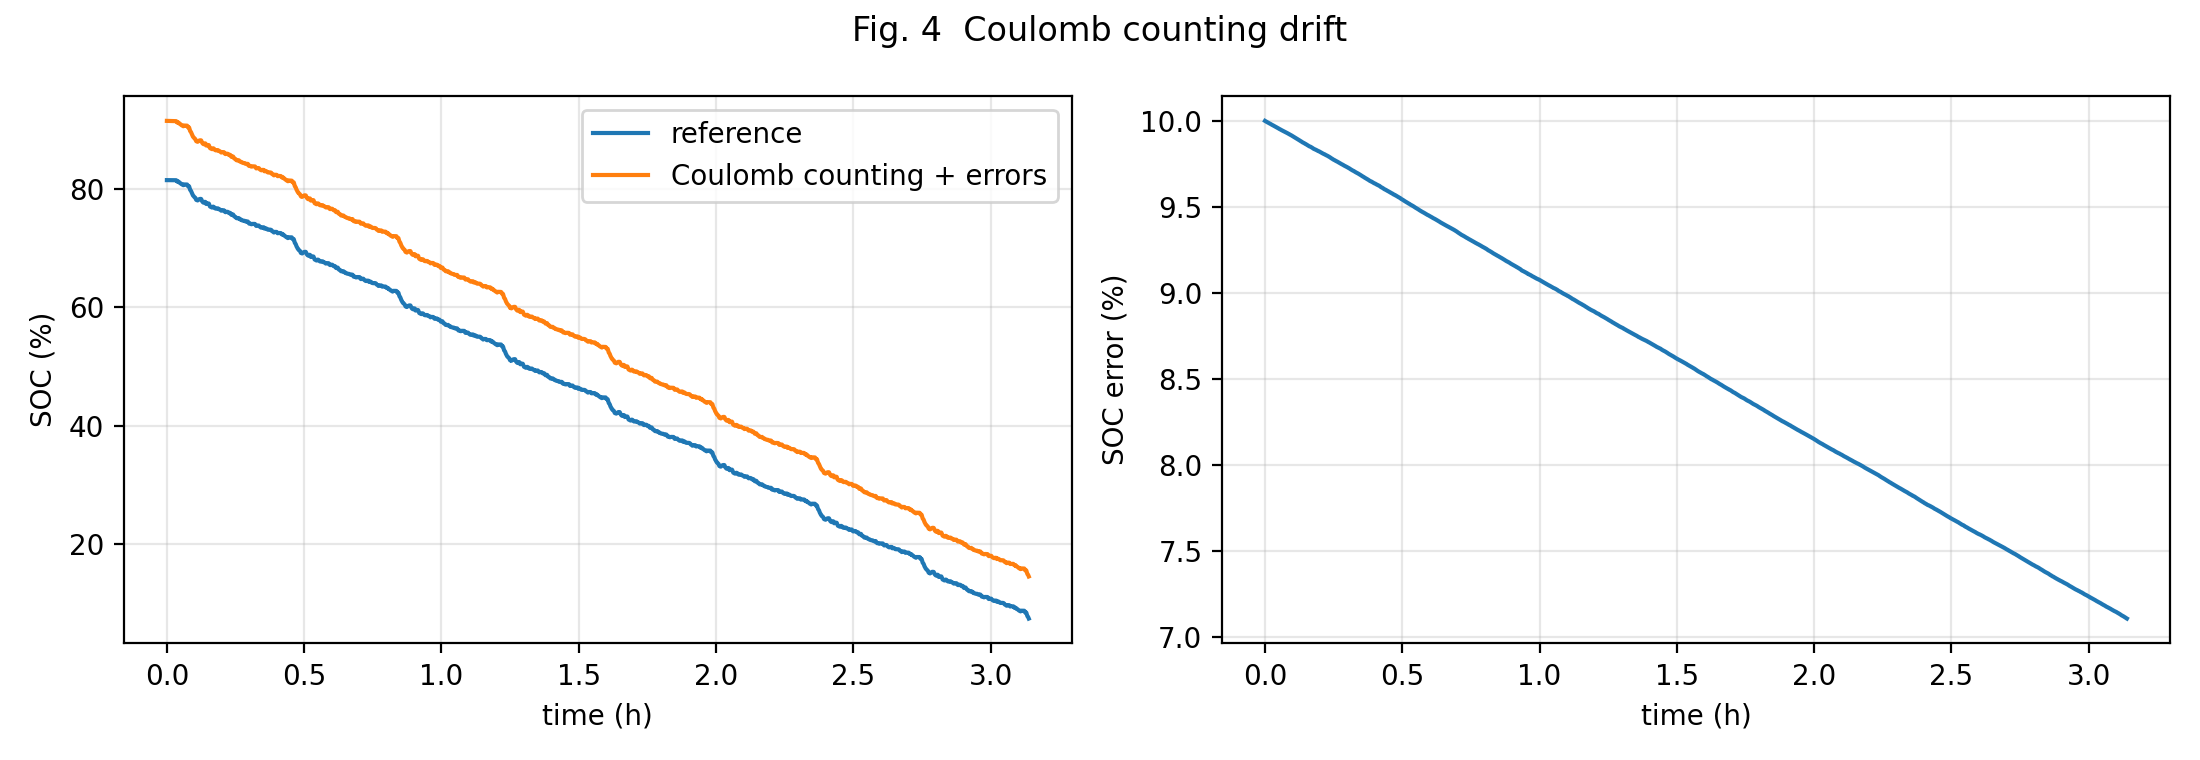 Fig. 4  Coulomb counting drift
reference
Coulomb counting + errors
SOC (%)
80
60
40
20
0.0 0.5 1.0 1.5 2.0 2.5 3.0
time (h)
SOC error (%)
10.0
9.5
9.0
8.5
8.0
7.5
7.0
0.0 0.5 1.0 1.5 2.0 2.5 3.0
time (h)